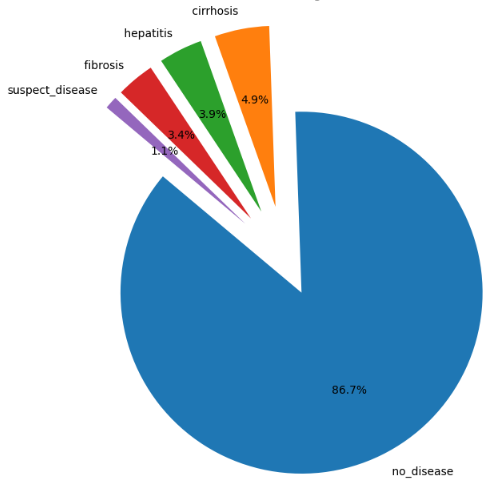 cirrhosis
hepatitis
fibrosis
suspect_disease
4.9%
3.9%
3.4%
1.1%
86.7%
no_disease